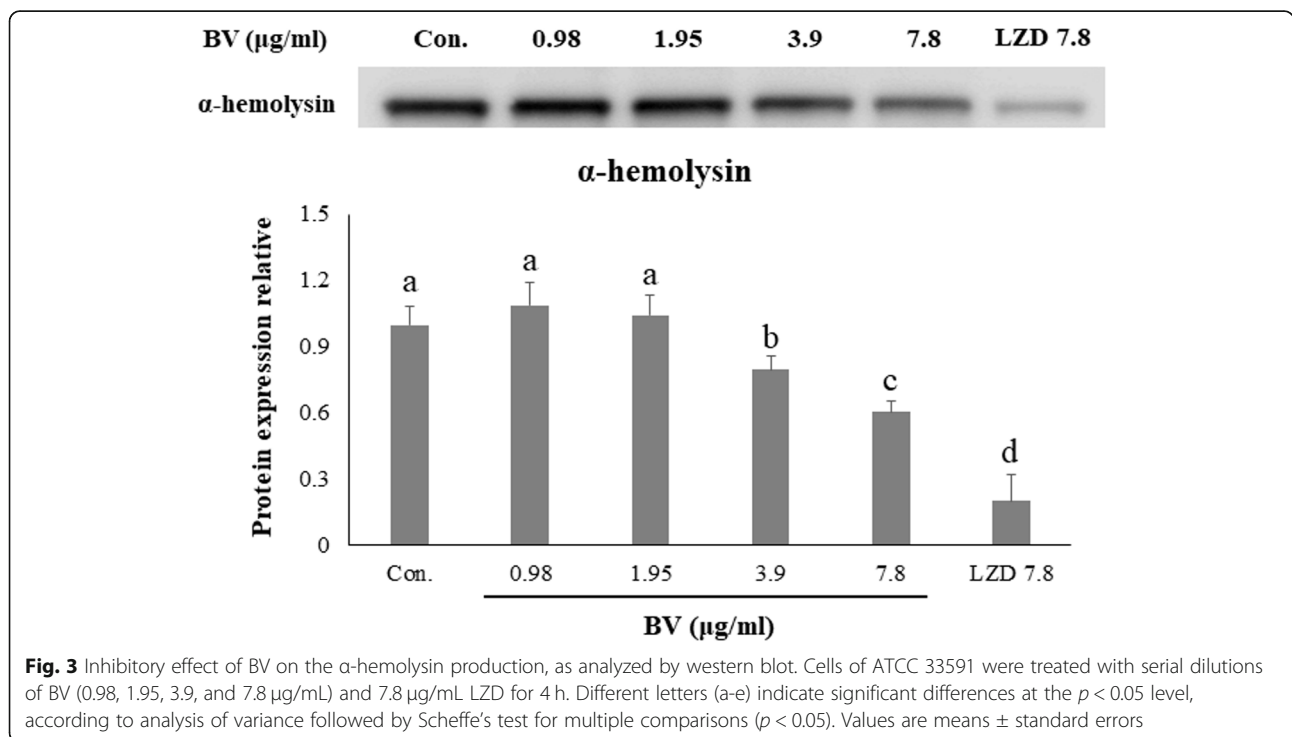 BV (µg/ml) Con. 0.98 1.95 3.9 7.8 LZD 7.8
α-hemolysin
α-hemolysin
Protein expression relative
1.5
1.2
0.9
0.6
0.3
0
a a a b c d
Con. 0.98 1.95 3.9 7.8 LZD 7.8
BV (µg/ml)
Fig. 3 Inhibitory effect of BV on the α-hemolysin production, as analyzed by western blot. Cells of ATCC 33591 were treated with serial dilutions
of BV (0.98, 1.95, 3.9, and 7.8 µg/mL) and 7.8 µg/mL LZD for 4 h. Different letters (a-e) indicate significant differences at the p < 0.05 level,
according to analysis of variance followed by Scheffe's test for multiple comparisons (p < 0.05). Values are means ± standard errors